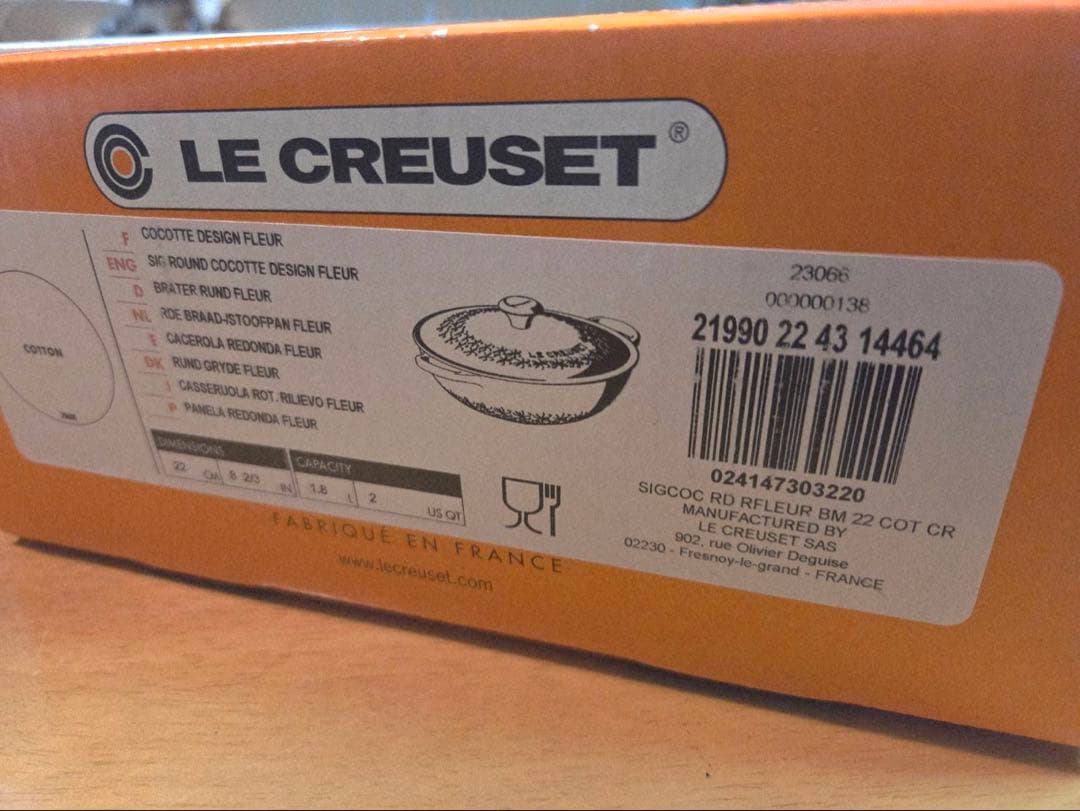 LE CREUSET ®
COTTON
F COCOTTE DESIGN FLEUR
ENG SIG ROUND COCOTTE DESIGN FLEUR
D BRATER RUND FLEUR
NL RDE BRAAD-/STOOFPAN FLEUR
E CACEROLA REDONDA FLEUR
DK RUND GRYDE FLEUR
I CASSERUOLA ROT. RILIEVO FLEUR
P PANELA REDONDA FLEUR
DIMENSIONS CAPACITY
22 CM 8 2/3 IN 1.8 L 2 US QT
LE CREUSET
23066
000000138
21990 22 43 14464
024147303220
SIGCOC RD RFLEUR BM 22 COT CR
MANUFACTURED BY
LE CREUSET SAS
902, rue Olivier Deguise
02230 - Fresnoy-le-grand - FRANCE
FABRIQUÉ EN FRANCE
www.lecreuset.com